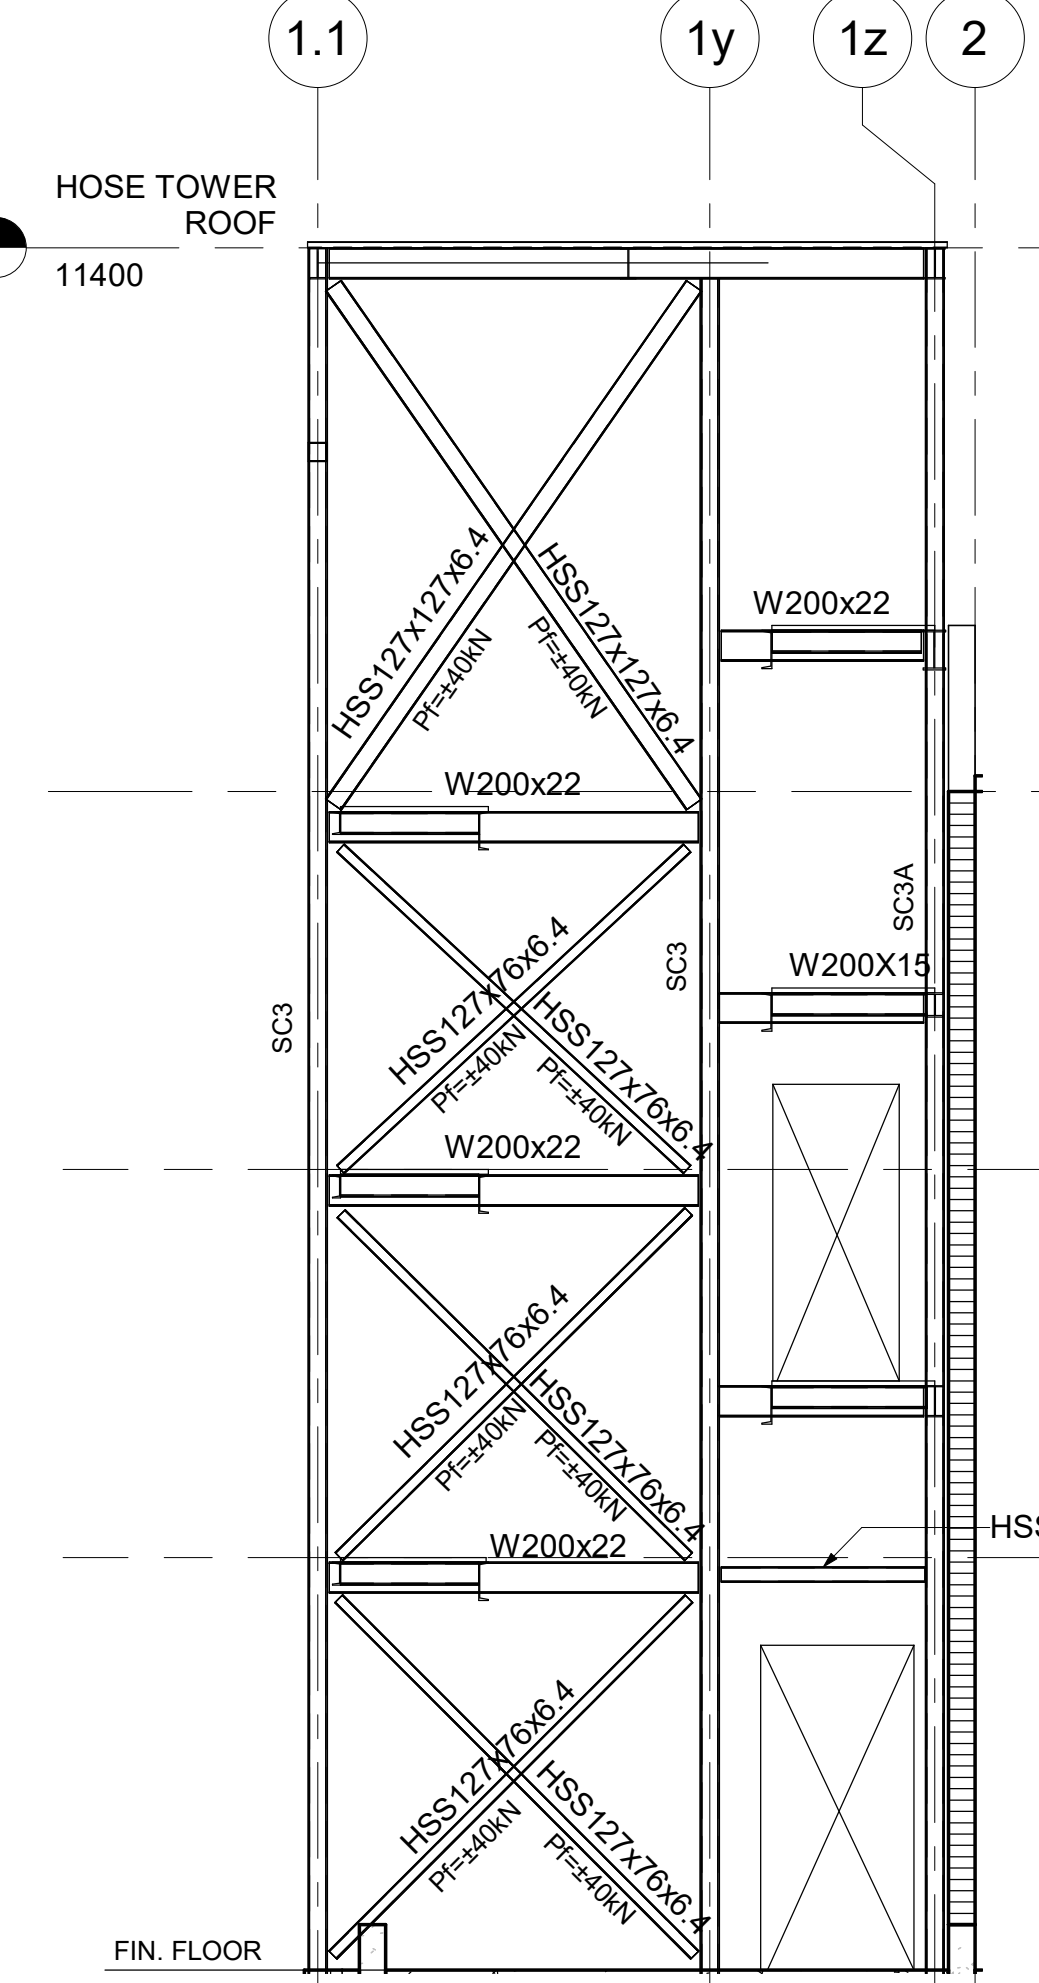 1.1
1y
1z
2
HOSE TOWER
ROOF
11400
HSS127x127x6.4
Pf=±40kN
HSS127x127x6.4
Pf=±40kN
W200x22
W200x22
SC3A
SC3
W200X15
SC3
HSS127x76x6.4
Pf=±40kN
HSS127x76x6.4
Pf=±40kN
W200x22
HSS127x76x6.4
Pf=±40kN
HSS127x76x6.4
Pf=±40kN
HSS
W200x22
HSS127x76x6.4
Pf=±40kN
HSS127x76x6.4
Pf=±40kN
FIN. FLOOR